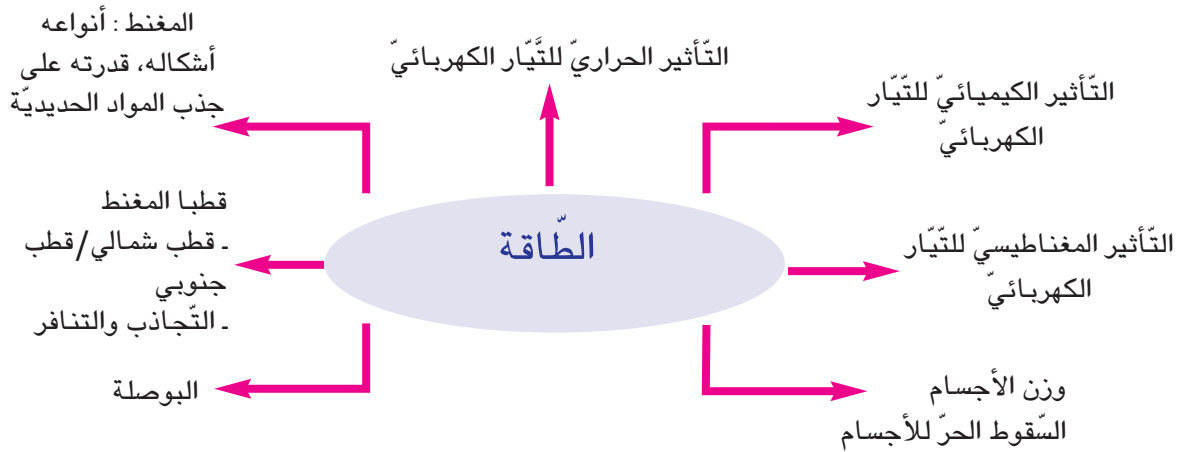 المغنط : أنواعه
أشكاله، قدرته على
جذب المواد الحديديّة
التّأثير الحراريّ للتَّيّار الكهربائيّ
التّأثير الكيميائيّ للتّيّار
الكهربائيّ
قطبا المغنط
ـ قطب شمالي/قطب
جنوبي
ـ التّجاذب والتنافر
الطّاقة
التّأثير المغناطيسيّ للتّيّار
الكهربائيّ
البوصلة
وزن الأجسام
السّقوط الحرّ للأجسام